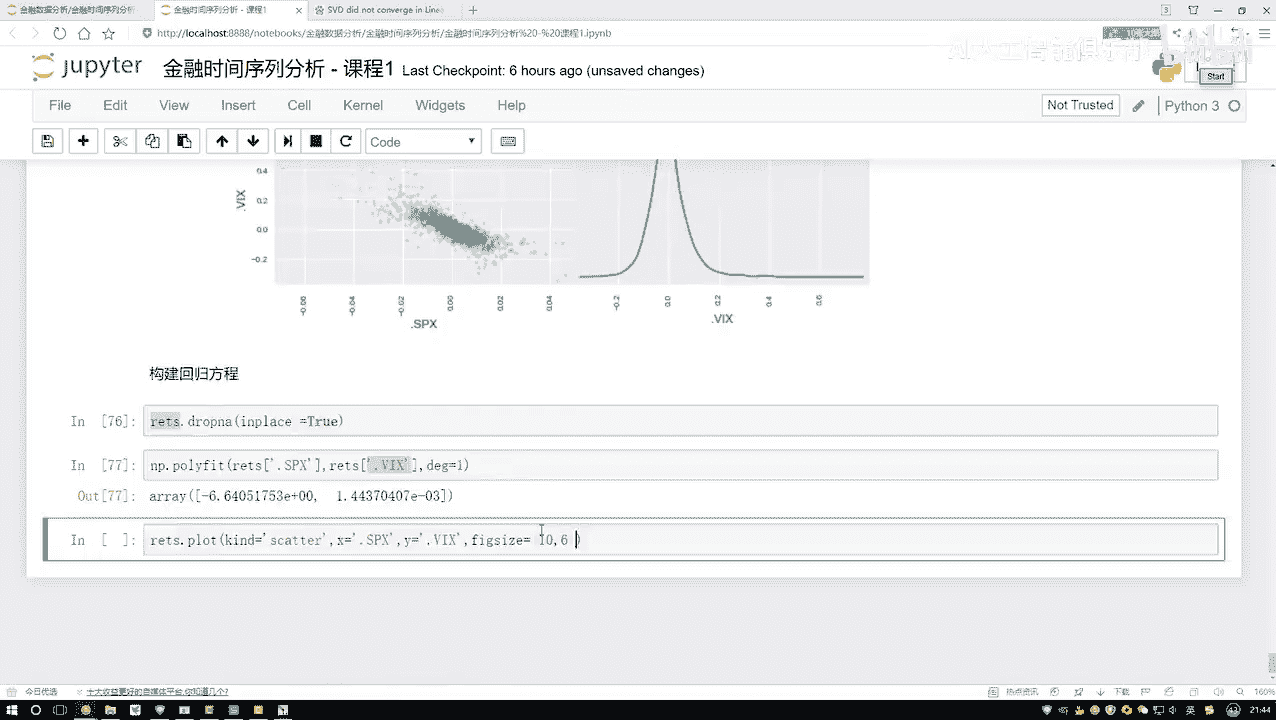 金融数据分析/金融时间序列分析
金融时间序列分析 - 课程1
SVD did not converge in Linea
http://localhost:8888/notebooks/金融数据分析/金融时间序列分析/金融时间序列分析%20-%20课程1.ipynb
jupyter 金融时间序列分析 - 课程1 Last Checkpoint: 6 hours ago (unsaved changes)
Start
File Edit View Insert Cell Kernel Widgets Help
Not Trusted
Python 3
Code
.VIX
0.4
0.2
0.0
-0.2
-0.06 -0.04 -0.02 0.00 0.02 0.04
-0.2 0.0 0.2 0.4 0.6
.SPX
.VIX
构建回归方程
In [76]: rets.dropna(inplace =True)
In [77]: np.polyfit(rets['.SPX'],rets['.VIX'],deg=1)
Out[77]: array([-6.64051753e+00, 1.44370407e-03])
In [ ]: rets.plot(kind='scatter',x='.SPX',y='.VIX',figsize= 10,6 )
今日优选
十大收益更好的自媒体平台,你知道几个?
热点资讯
下载
160%
英
21:44